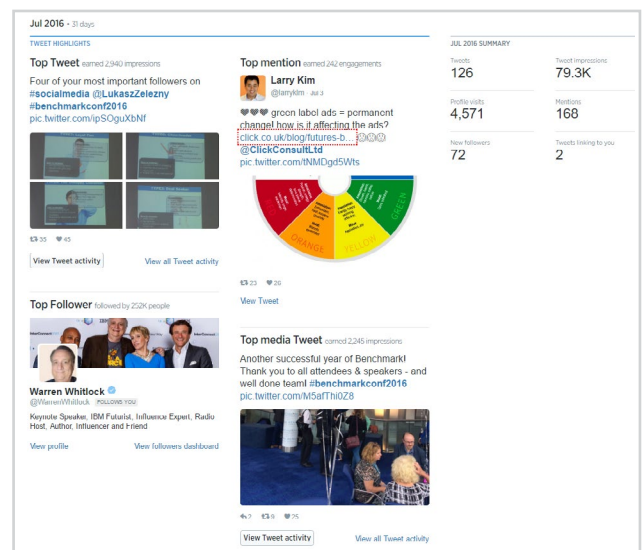 Jul 2016 • 31 days
TWEET HIGHLIGHTS
Top Tweet earned 2,940 impressions
Four of your most important followers on
#socialmedia @LukaszZelezny
#benchmarkconf2016
pic.twitter.com/ipSOguXbNf
35 45
View Tweet activity
View all Tweet activity
Top Follower followed by 252K people
Warren Whitlock
@WarrenWhitlock FOLLOWS YOU
Keynote Speaker, IBM Futurist, Influence Expert, Radio
Host, Author, Influencer and Friend
View profile
View followers dashboard
Top mention earned 242 engagements
Larry Kim
@larrykim · Jul 3
green label ads = permanent
change! how is it affecting the ads?
click.co.uk/blog/futures-b…
@ClickConsultLtd
pic.twitter.com/tNMDgd5Wts
ORANGE
YELLOW
GREEN
23 26
View Tweet
Top media Tweet earned 2,245 impressions
Another successful year of Benchmark!
Thank you to all attendees & speakers - and
well done team! #benchmarkconf2016
pic.twitter.com/M5afThi0Z8
2 9 25
View Tweet activity
View all Tweet activity
JUL 2016 SUMMARY
Tweets
126
Tweet impressions
79.3K
Profile visits
4,571
Mentions
168
New followers
72
Tweets linking to you
2